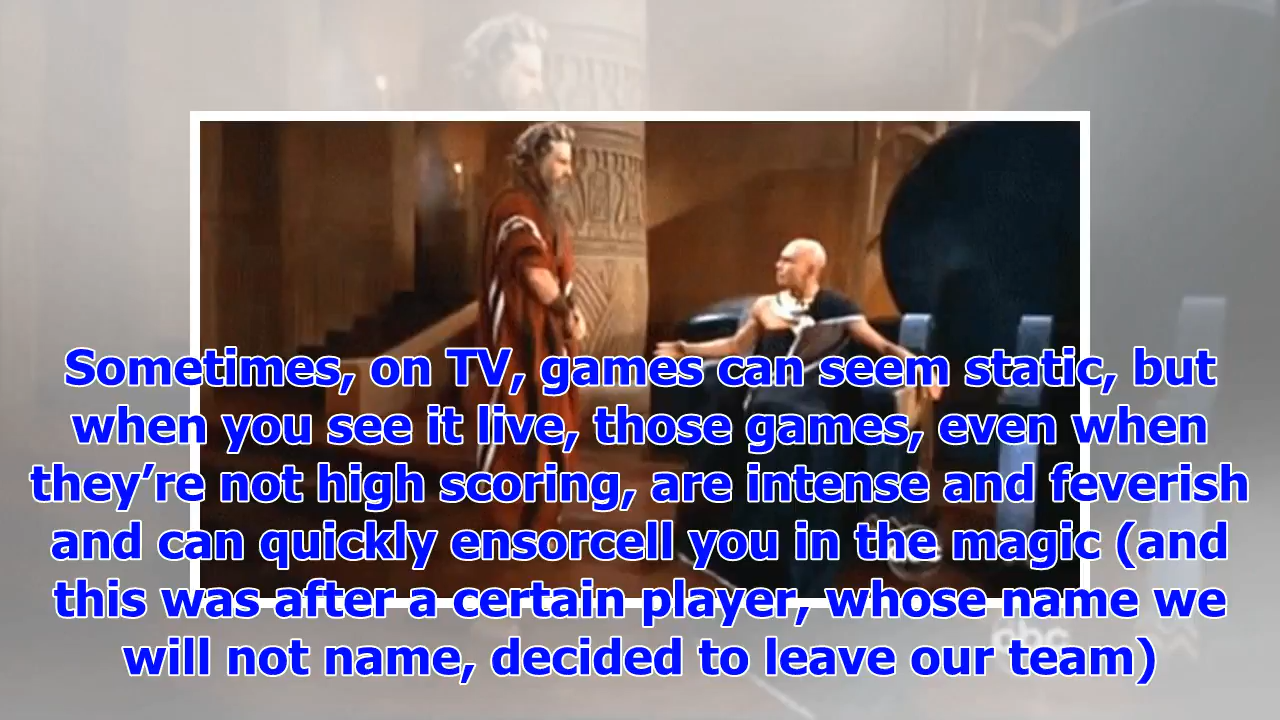 Sometimes, on TV, games can seem static, but
when you see it live, those games, even when
they’re not high scoring, are intense and feverish
and can quickly ensorcell you in the magic (and
this was after a certain player, whose name we
will not name, decided to leave our team)
abc